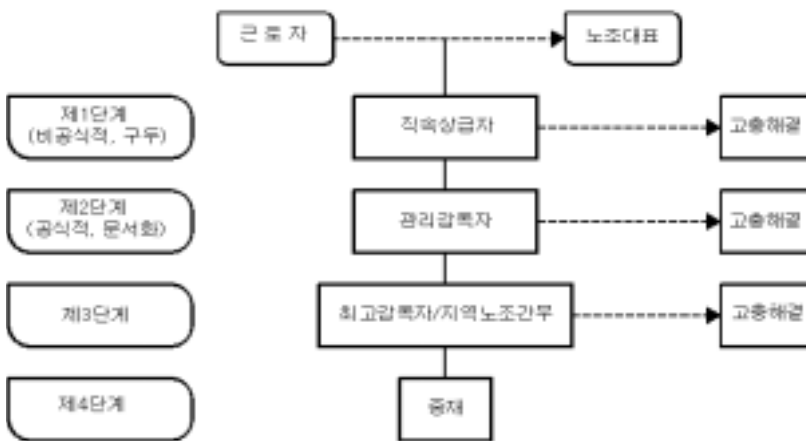 근 로 자
노조대표
제1단계
(비공식적, 구두)
직속상급자
고충해결
제2단계
(공식적, 문서화)
관리감독자
고충해결
제3단계
최고감독자/지역노조간부
고충해결
제4단계
중재